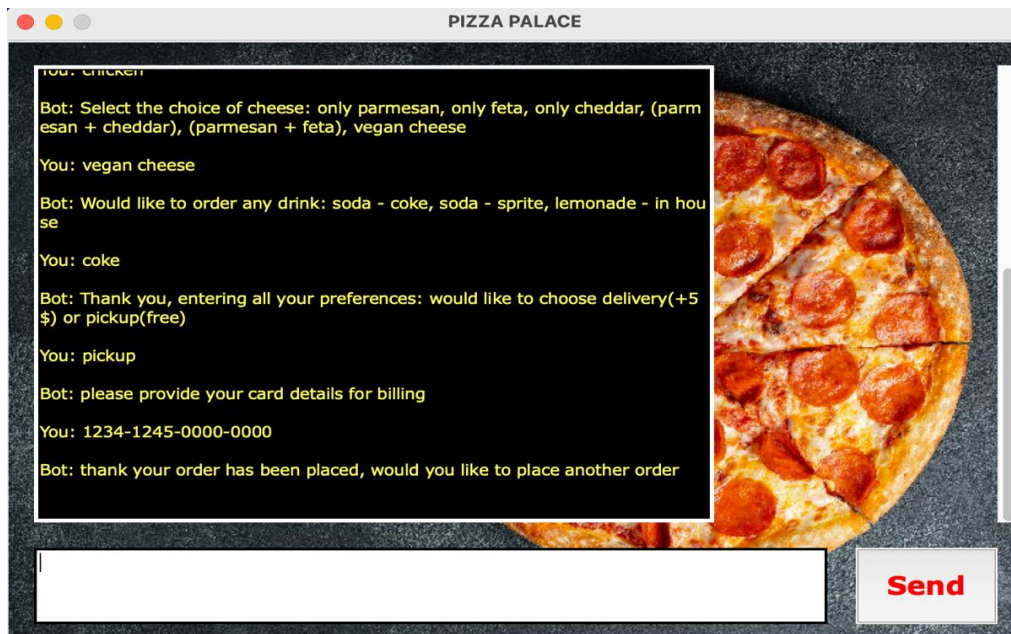 PIZZA PALACE
You: chicken
Bot: Select the choice of cheese: only parmesan, only feta, only cheddar, (parm
esan + cheddar), (parmesan + feta), vegan cheese
You: vegan cheese
Bot: Would like to order any drink: soda - coke, soda - sprite, lemonade - in hou
se
You: coke
Bot: Thank you, entering all your preferences: would like to choose delivery(+5
$) or pickup(free)
You: pickup
Bot: please provide your card details for billing
You: 1234-1245-0000-0000
Bot: thank your order has been placed, would you like to place another order
Send